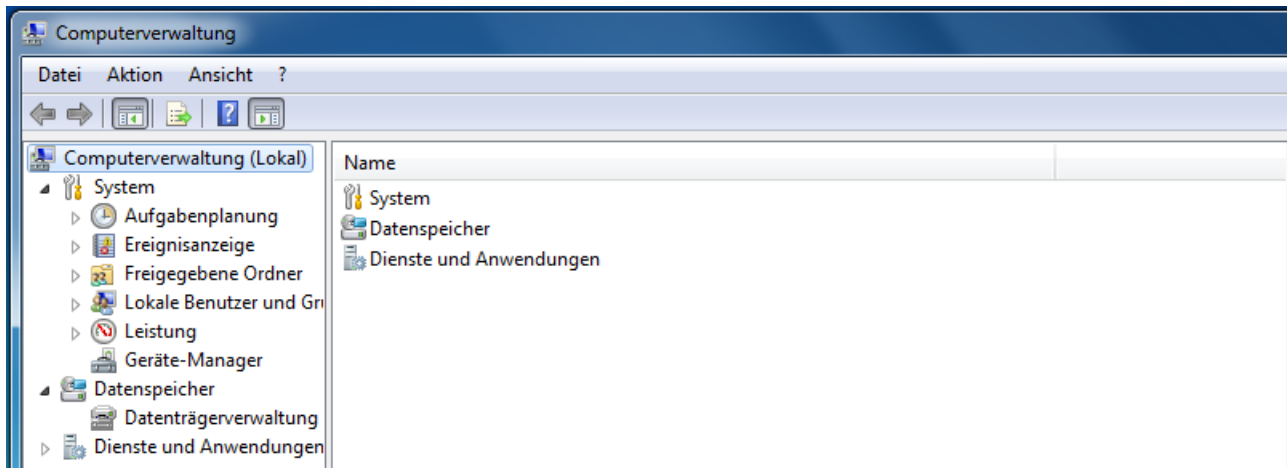 Computerverwaltung
Datei Aktion Ansicht ?
Computerverwaltung (Lokal)
System
Aufgabenplanung
Ereignisanzeige
Freigegebene Ordner
Lokale Benutzer und
Leistung
Geräte-Manager
Datenspeicher
Datenträgerverwaltung
Dienste und Anwendungen
Name
System
Datenspeicher
Dienste und Anwendungen